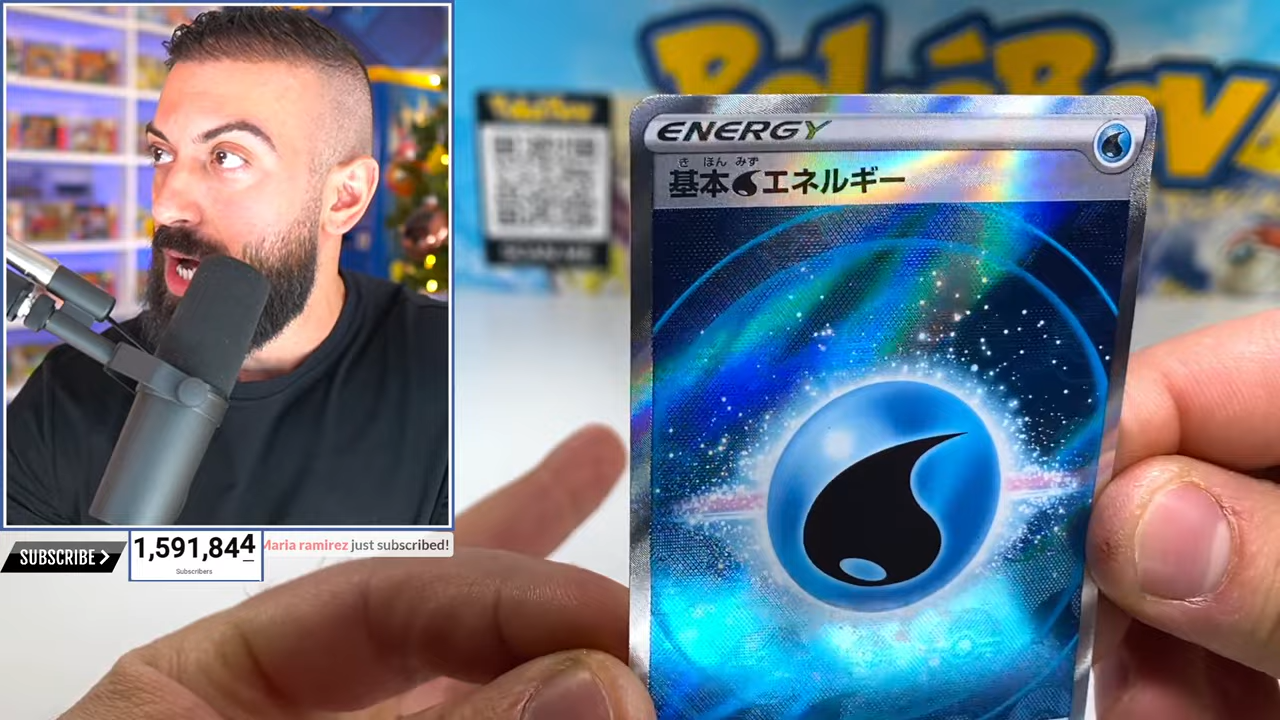 ENERGY
き ほん みず
基本エネルギー
SUBSCRIBE
1,591,844
Subscribers
Maria ramirez just subscribed!